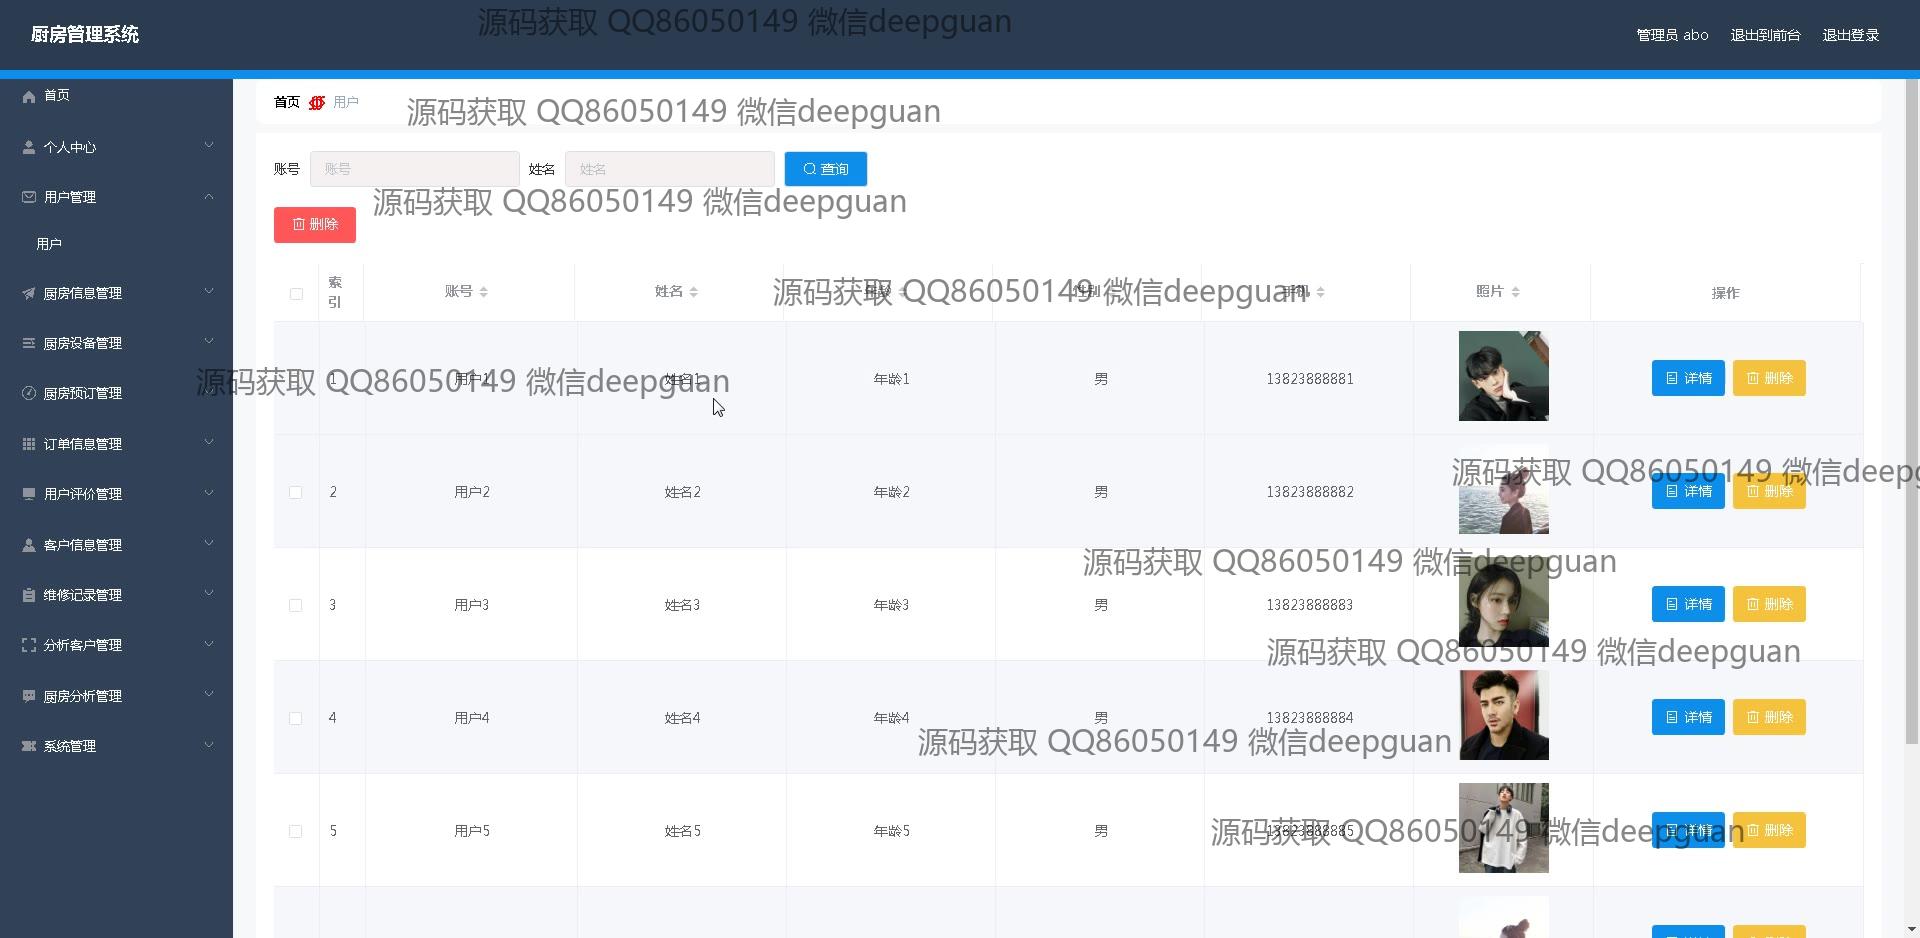 厨房管理系统
源码获取 QQ86050149 微信deepguan
管理员 abo 退出到前台 退出登录
首页
个人中心
用户管理
用户
厨房信息管理
厨房设备管理
厨房预订管理
订单信息管理
用户评价管理
客户信息管理
维修记录管理
分析客户管理
厨房分析管理
系统管理
首页 用户
源码获取 QQ86050149 微信deepguan
账号 账号 姓名 姓名 查询
源码获取 QQ86050149 微信deepguan
删除
索引 账号 姓名 年龄 性别 手机 照片 操作
源码获取 QQ86050149 微信deepguan
1 用户1 姓名1 年龄1 男 13823888881 详情 删除
源码获取 QQ86050149 微信deepguan
源码获取 QQ86050149 微信deep
2 用户2 姓名2 年龄2 男 13823888882 详情 删除
源码获取 QQ86050149 微信deepguan
3 用户3 姓名3 年龄3 男 13823888883 详情 删除
源码获取 QQ86050149 微信deepguan
4 用户4 姓名4 年龄4 男 13823888884 详情 删除
源码获取 QQ86050149 微信deepguan
5 用户5 姓名5 年龄5 男 13823888885 详情 删除
源码获取 QQ86050149 微信deepguan